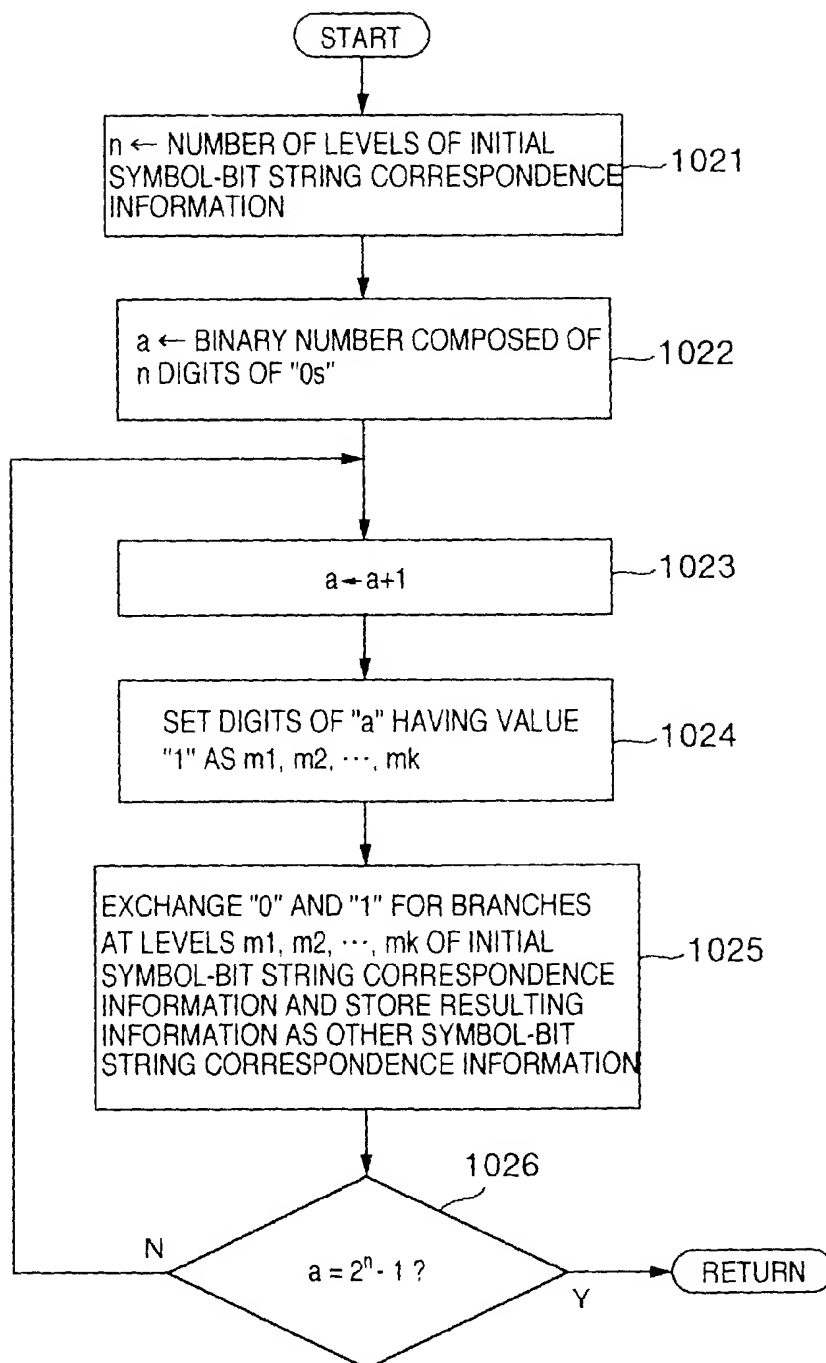 START
n ← NUMBER OF LEVELS OF INITIAL
SYMBOL-BIT STRING CORRESPONDENCE
INFORMATION
1021
a ← BINARY NUMBER COMPOSED OF
n DIGITS OF "0s"
1022
a ← a+1
1023
SET DIGITS OF "a" HAVING VALUE
"1" AS m1, m2, ···, mk
1024
EXCHANGE "0" AND "1" FOR BRANCHES
AT LEVELS m1, m2, ···, mk OF INITIAL
SYMBOL-BIT STRING CORRESPONDENCE
INFORMATION AND STORE RESULTING
INFORMATION AS OTHER SYMBOL-BIT
STRING CORRESPONDENCE INFORMATION
1025
1026
N
a = 2ⁿ - 1 ?
Y
RETURN